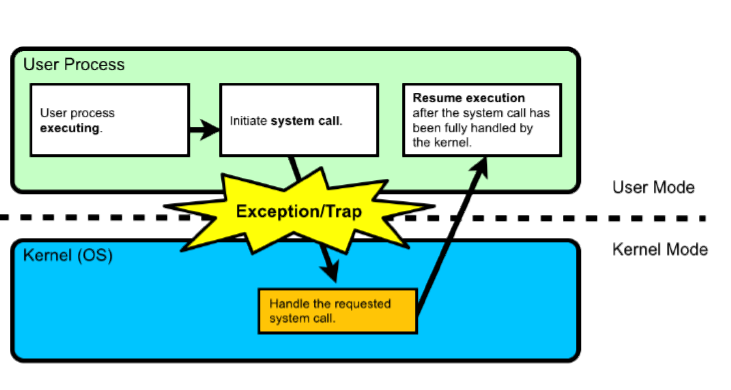 User Process
User process
executing.
Initiate system call.
Resume execution
after the system call has
been fully handled by
the kernel.
User Mode
Exception/Trap
Kernel Mode
Kernel (OS)
Handle the requested
system call.